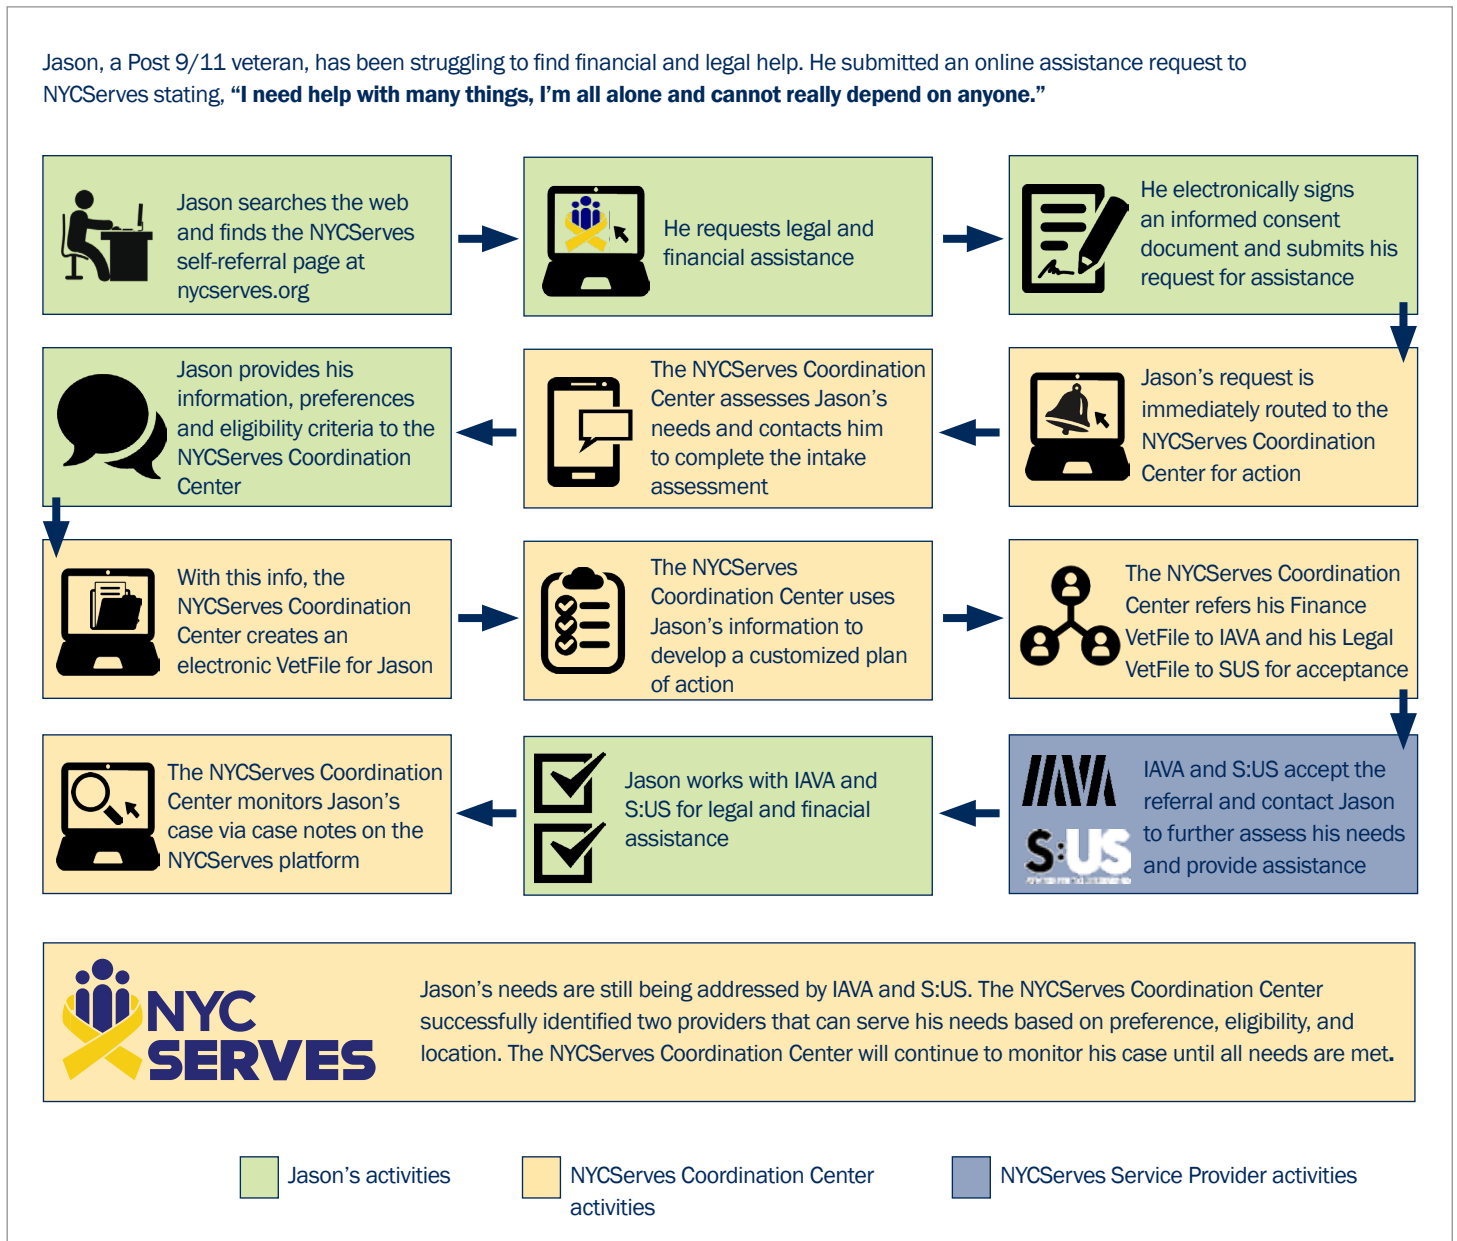 Jason, a Post 9/11 veteran, has been struggling to find financial and legal help. He submitted an online assistance request to
NYCServes stating, “I need help with many things, I’m all alone and cannot really depend on anyone.”
Jason searches the web
and finds the NYCServes
self-referral page at
nycserves.org
He requests legal and
financial assistance
He electronically signs
an informed consent
document and submits his
request for assistance
Jason’s request is
immediately routed to the
NYCServes Coordination
Center for action
The NYCServes Coordination
Center assesses Jason’s
needs and contacts him
to complete the intake
assessment
Jason provides his
information, preferences
and eligibility criteria to the
NYCServes Coordination
Center
With this info, the
NYCServes Coordination
Center creates an
electronic VetFile for Jason
The NYCServes
Coordination Center uses
Jason’s information to
develop a customized plan
of action
The NYCServes Coordination
Center refers his Finance
VetFile to IAVA and his Legal
VetFile to SUS for acceptance
IAVA
S:US
IAVA and S:US accept the
referral and contact Jason
to further assess his needs
and provide assistance
Jason works with IAVA and
S:US for legal and finacial
assistance
The NYCServes Coordination
Center monitors Jason’s
case via case notes on the
NYCServes platform
NYC
SERVES
Jason’s needs are still being addressed by IAVA and S:US. The NYCServes Coordination Center
successfully identified two providers that can serve his needs based on preference, eligibility, and
location. The NYCServes Coordination Center will continue to monitor his case until all needs are met.
Jason’s activities
NYCServes Coordination Center
activities
NYCServes Service Provider activities